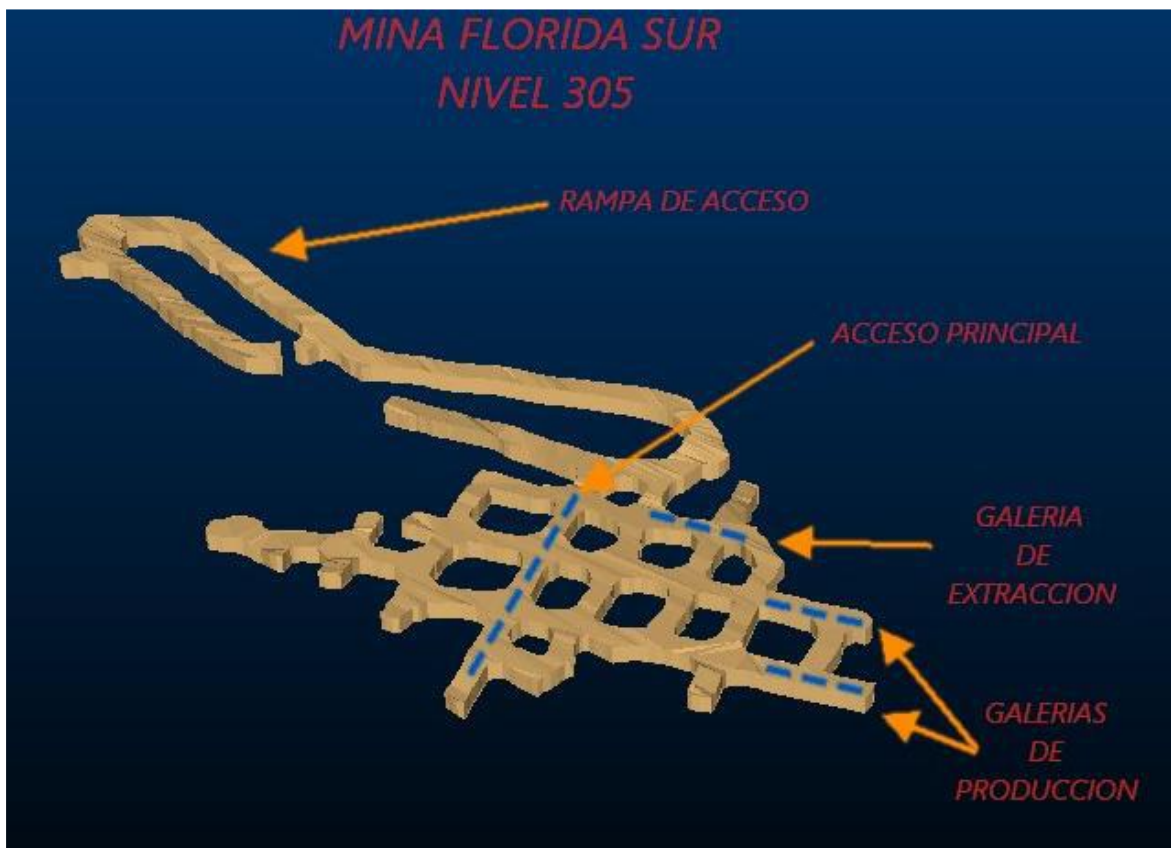 MINA FLORIDA SUR
NIVEL 305
RAMPA DE ACCESO
ACCESO PRINCIPAL
GALERIA
DE
EXTRACCION
GALERIAS
DE
PRODUCCION